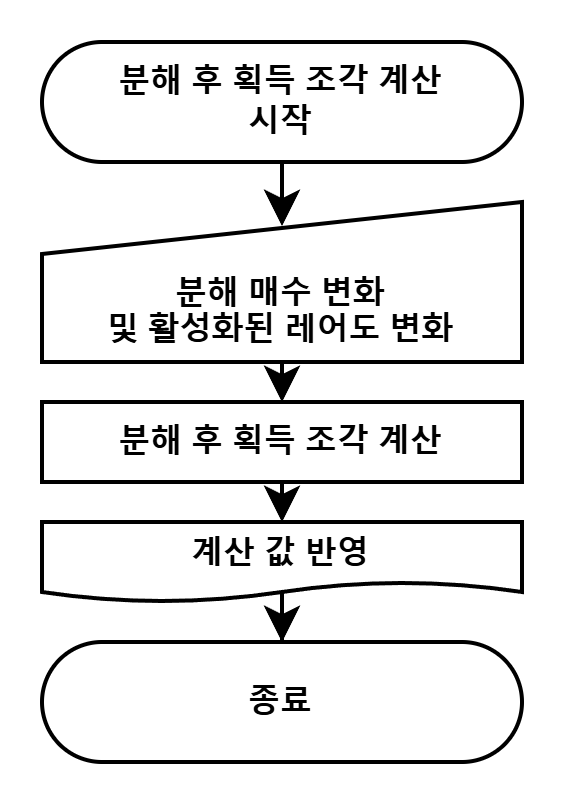 분해 후 획득 조각 계산
시작
분해 매수 변화
및 활성화된 레어도 변화
분해 후 획득 조각 계산
계산 값 반영
종료